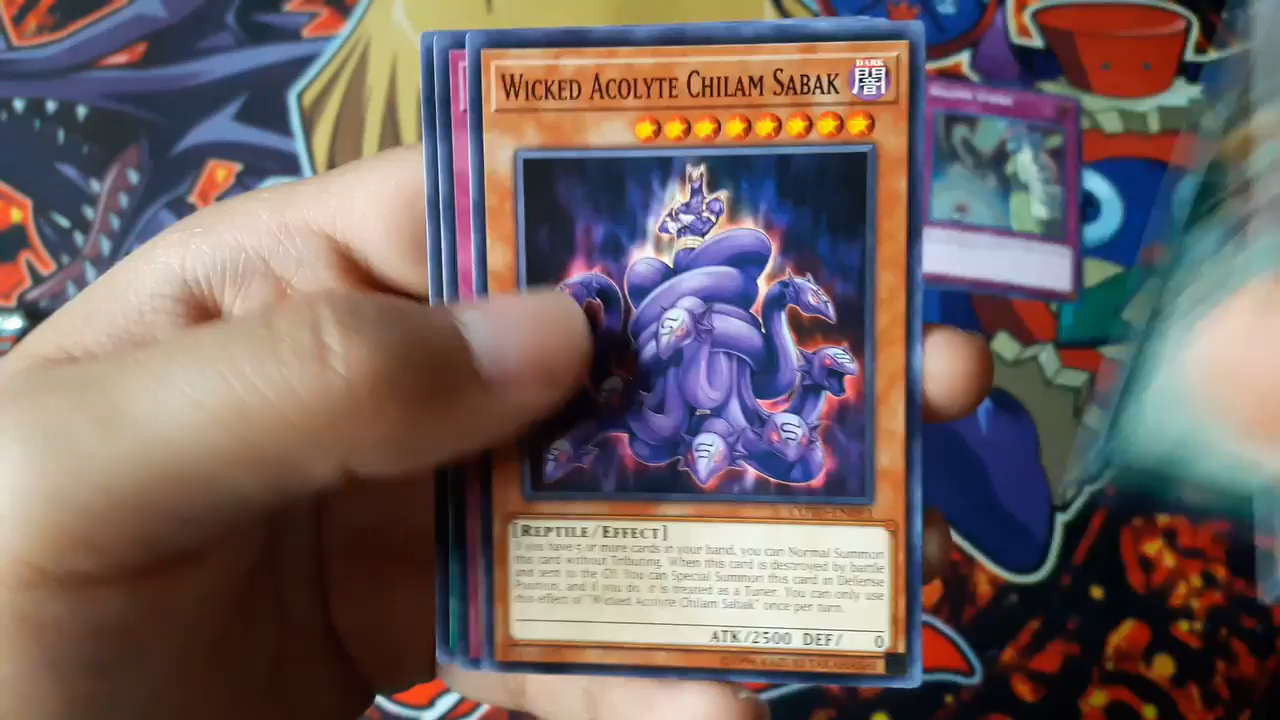 WICKED ACOLYTE CHILAM SABAK
DARK
闇
[REPTILE/EFFECT]
If you have 5 or more cards in your hand, you can Normal Summon
this card without Tributing. When this card is destroyed by battle
and sent to the GY: You can Special Summon this card in Defense
Position, and if you do, it is treated as a Tuner. You can only use
this effect of "Wicked Acolyte Chilam Sabak" once per turn.
ATK/2500 DEF/ 0
©1996 KAZUKI TAKAHASHI